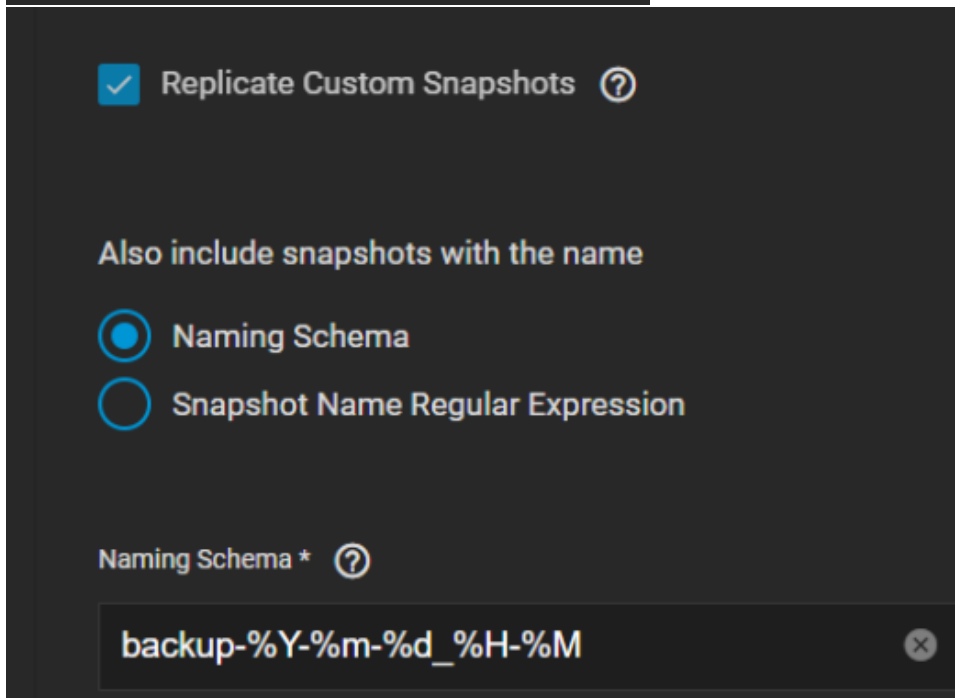 Replicate Custom Snapshots
Also include snapshots with the name
Naming Schema
Snapshot Name Regular Expression
Naming Schema *
backup-%Y-%m-%d_%H-%M